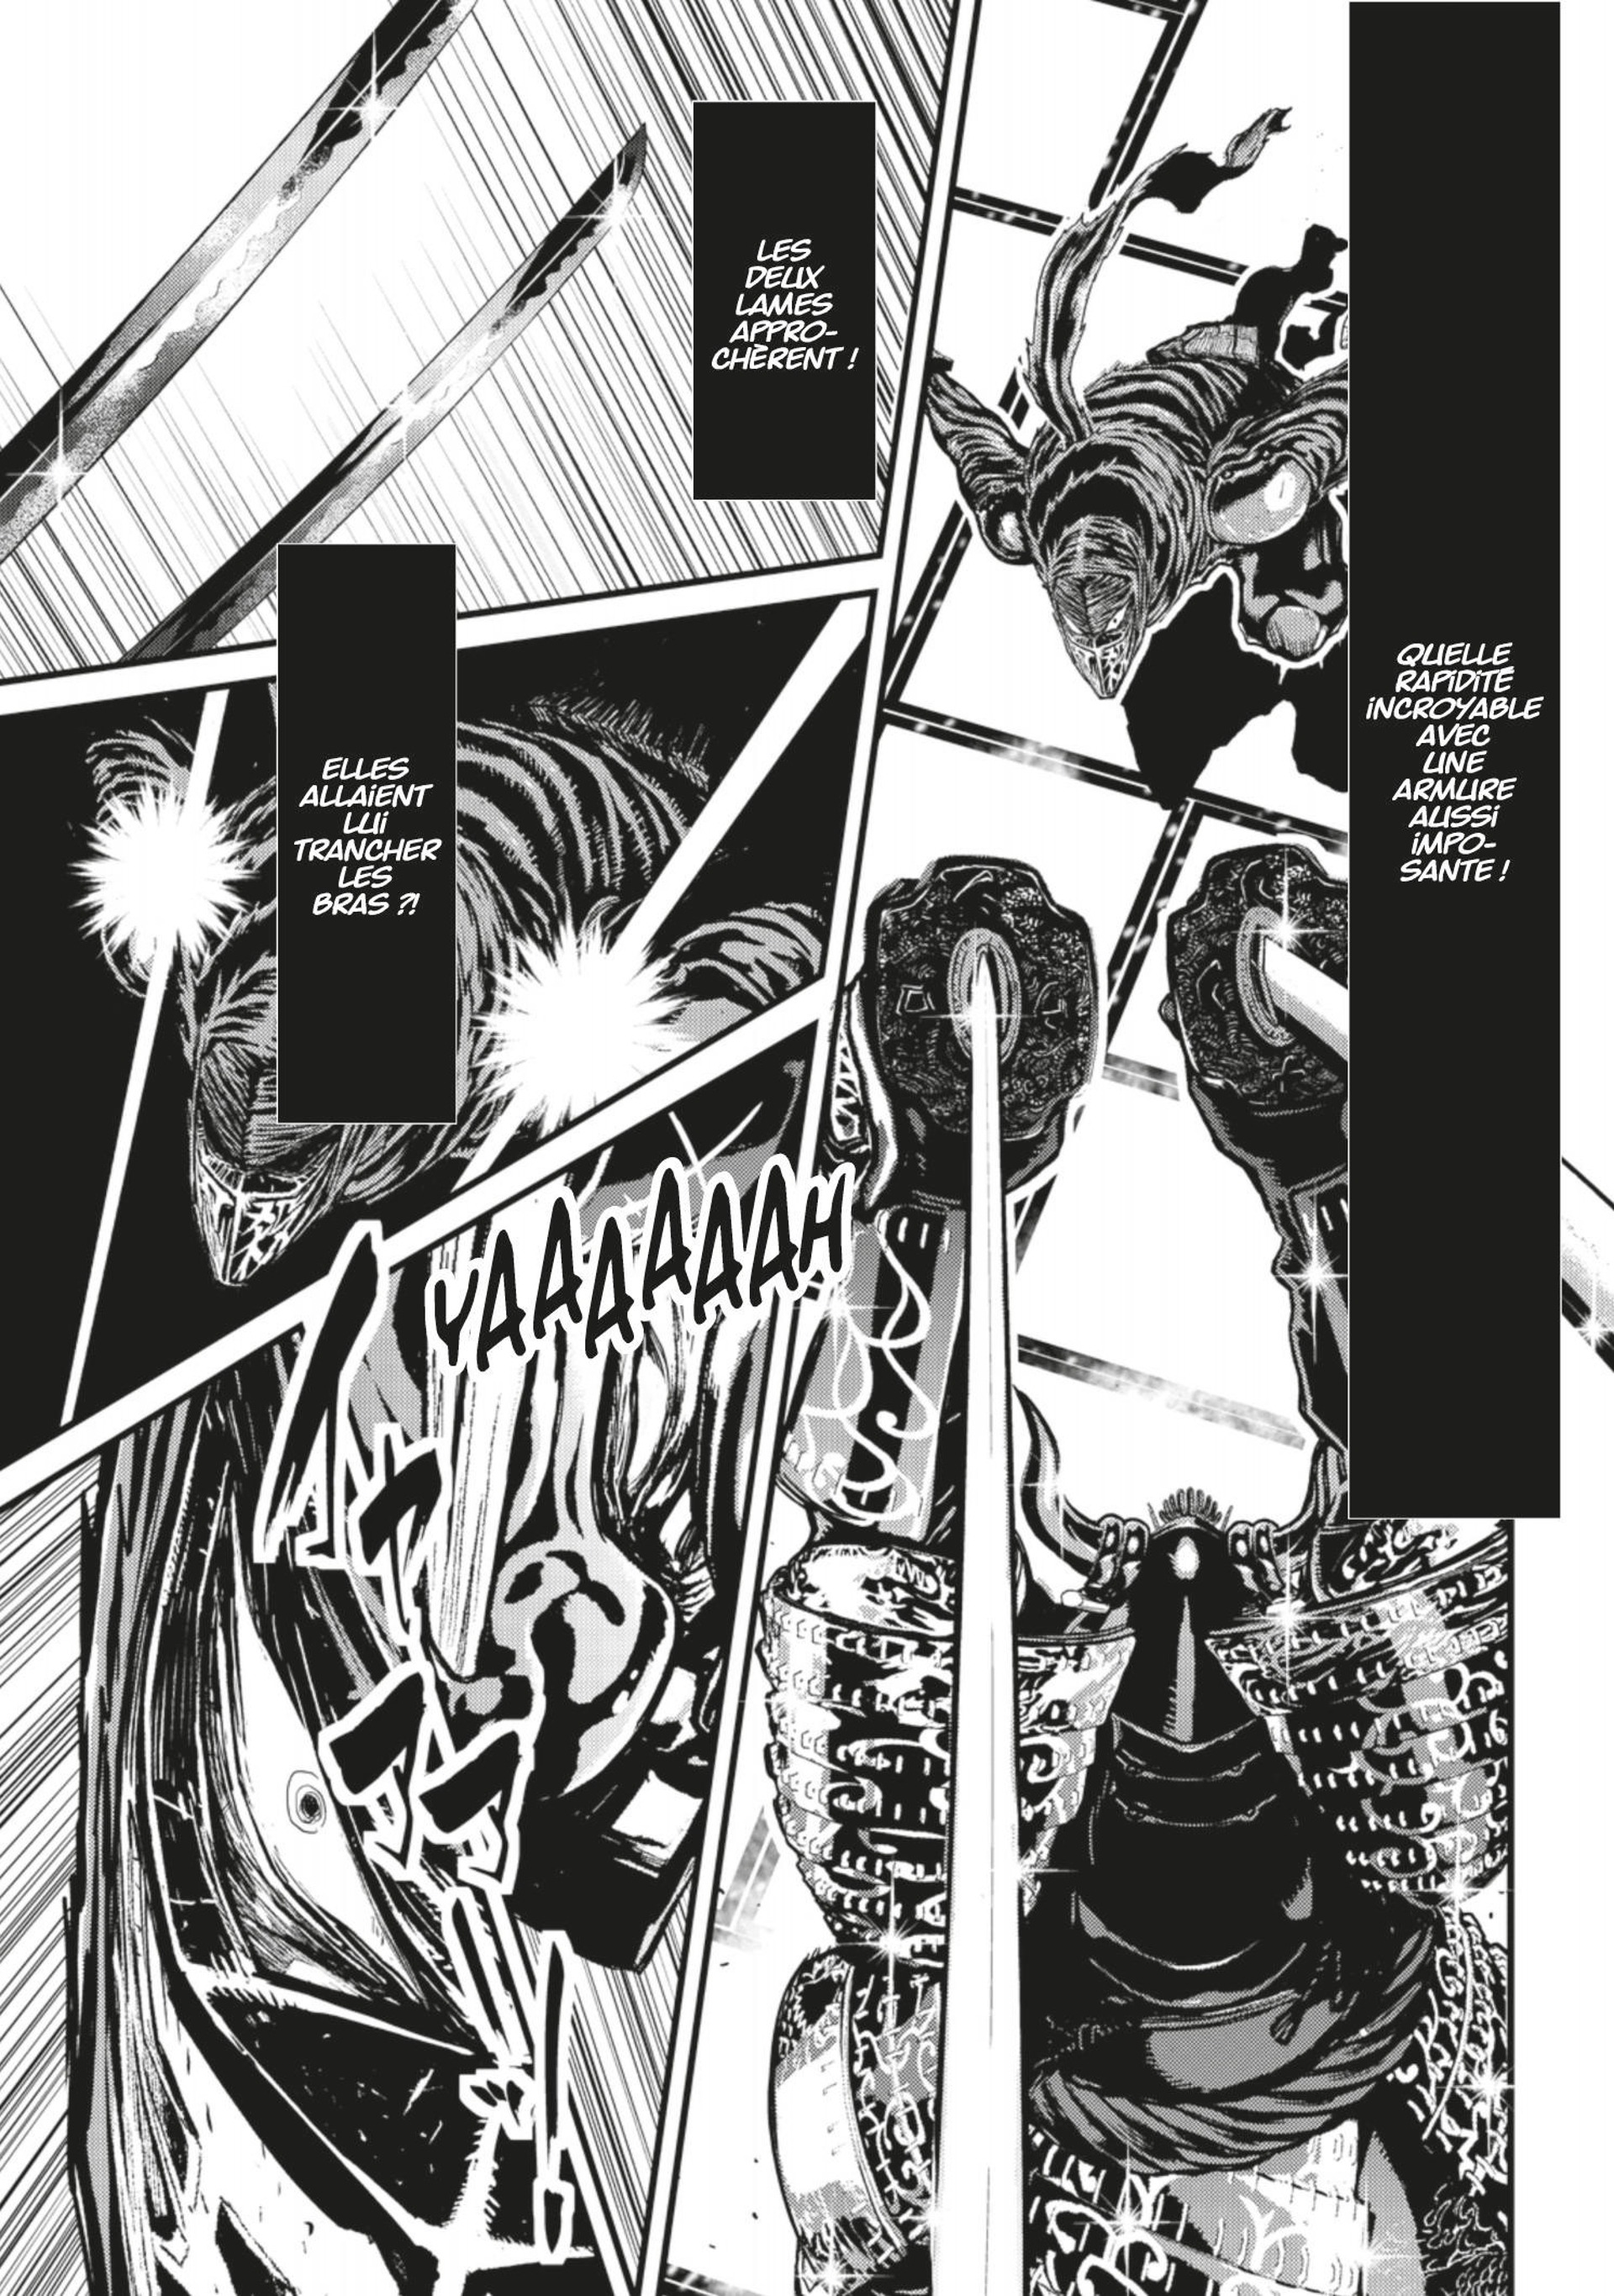 QUELLE
RAPIDITÉ
INCROYABLE
AVEC
UNE
ARMURE
AUSSI
IMPO-
SANTE !
LES
DEUX
LAMES
APPRO-
CHÈRENT !
ELLES
ALLAIENT
LUI
TRANCHER
LES
BRAS ?!
YAAAAAAAH